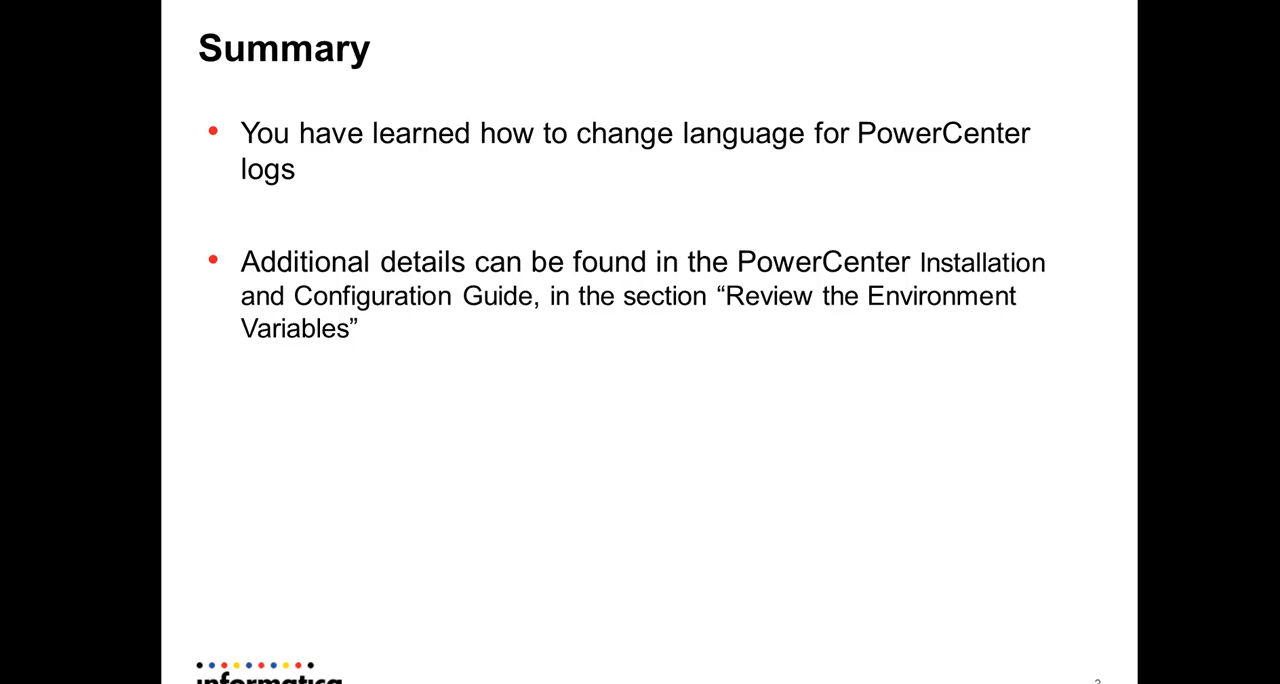 Summary
• You have learned how to change language for PowerCenter
logs
• Additional details can be found in the PowerCenter Installation
and Configuration Guide, in the section “Review the Environment
Variables”
informatica